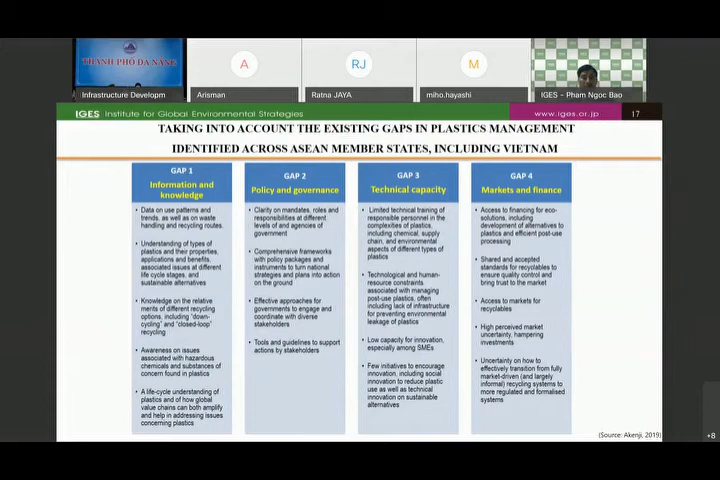 THÀNH PHỐ ĐÀ NẴNG
A
RJ
M
Infrastructure Developm
Arisman
Ratna JAYA
miho.hayashi
IGES - Pham Ngoc Bao
IGES Institute for Global Environmental Strategies
www.iges.or.jp
17
TAKING INTO ACCOUNT THE EXISTING GAPS IN PLASTICS MANAGEMENT
IDENTIFIED ACROSS ASEAN MEMBER STATES, INCLUDING VIETNAM
GAP 1
Information and
knowledge
• Data on use patterns and
trends, as well as on waste
handling and recycling routes.
• Understanding of types of
plastics and their properties,
applications and benefits,
associated issues at different
life cycle stages, and
sustainable alternatives
• Knowledge on the relative
merits of different recycling
options, including "down-
cycling" and "closed-loop"
recycling
• Awareness on issues
associated with hazardous
chemicals and substances of
concern found in plastics
• A life-cycle understanding of
plastics and of how global
value chains can both amplify
and help in addressing issues
concerning plastics
GAP 2
Policy and governance
• Clarity on mandates, roles and
responsibilities at different
levels of and agencies of
government
• Comprehensive frameworks
with policy packages and
instruments to turn national
strategies and plans into action
on the ground
• Effective approaches for
governments to engage and
coordinate with diverse
stakeholders
• Tools and guidelines to support
actions by stakeholders
GAP 3
Technical capacity
• Limited technical training of
responsible personnel in the
complexities of plastics,
including chemical, supply
chain, and environmental
aspects of different types of
plastics
• Technological and human-
resource constraints
associated with managing
post-use plastics, often
including lack of infrastructure
for preventing environmental
leakage of plastics
• Low capacity for innovation,
especially among SMEs
• Few initiatives to encourage
innovation, including social
innovation to reduce plastic
use as well as technical
innovation on sustainable
alternatives
GAP 4
Markets and finance
• Access to financing for eco-
solutions, including
development of alternatives to
plastics and efficient post-use
processing
• Shared and accepted
standards for recyclables to
ensure quality control and
bring trust to the market
• Access to markets for
recyclables
• High perceived market
uncertainty, hampering
investments
• Uncertainty on how to
effectively transition from fully
market-driven (and largely
informal) recycling systems to
more regulated and formalised
systems
(Source: Akenji, 2019)
+8